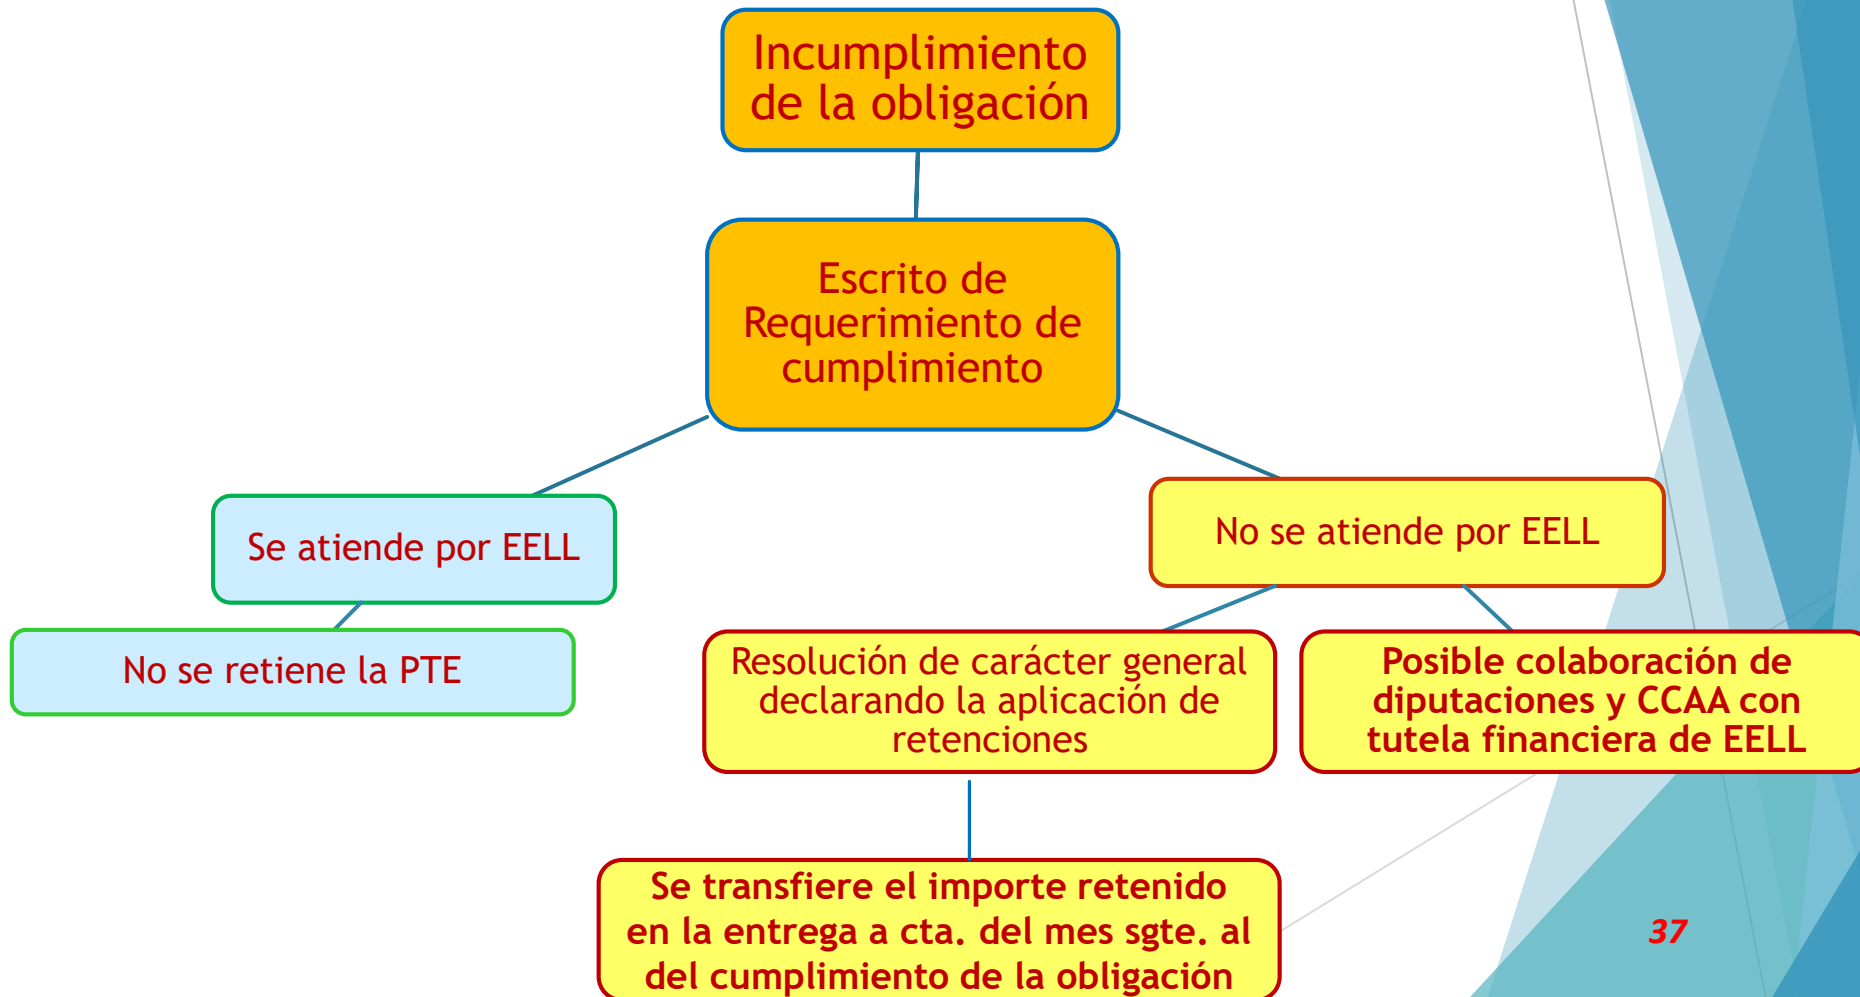 Incumplimiento
de la obligación
Escrito de
Requerimiento de
cumplimiento
Se atiende por EELL
No se atiende por EELL
No se retiene la PTE
Resolución de carácter general
declarando la aplicación de
retenciones
Posible colaboración de
diputaciones y CCAA con
tutela financiera de EELL
Se transfiere el importe retenido
en la entrega a cta. del mes sgte. al
del cumplimiento de la obligación
37